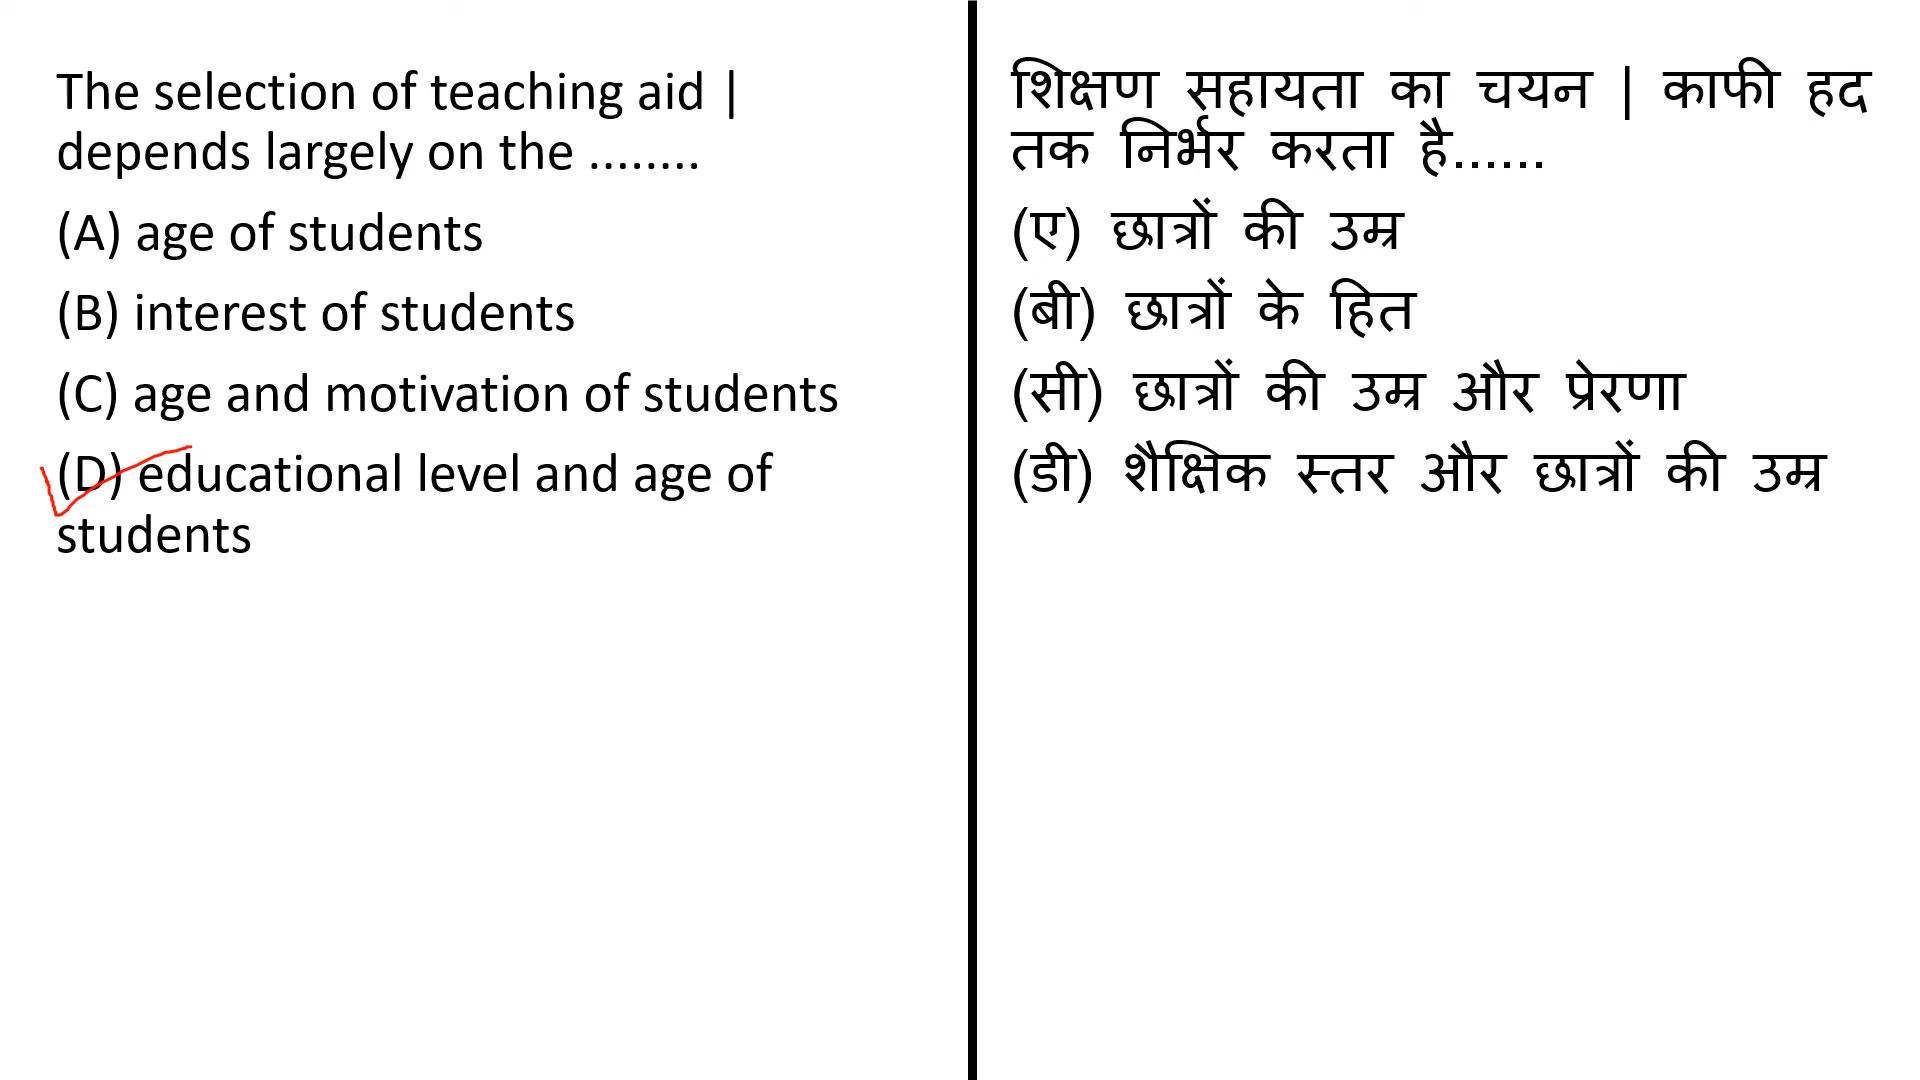 The selection of teaching aid |
depends largely on the ........
(A) age of students
(B) interest of students
(C) age and motivation of students
(D) educational level and age of
students
शिक्षण सहायता का चयन | काफी हद
तक निर्भर करता है......
(ए) छात्रों की उम्र
(बी) छात्रों के हित
(सी) छात्रों की उम्र और प्रेरणा
(डी) शैक्षिक स्तर और छात्रों की उम्र